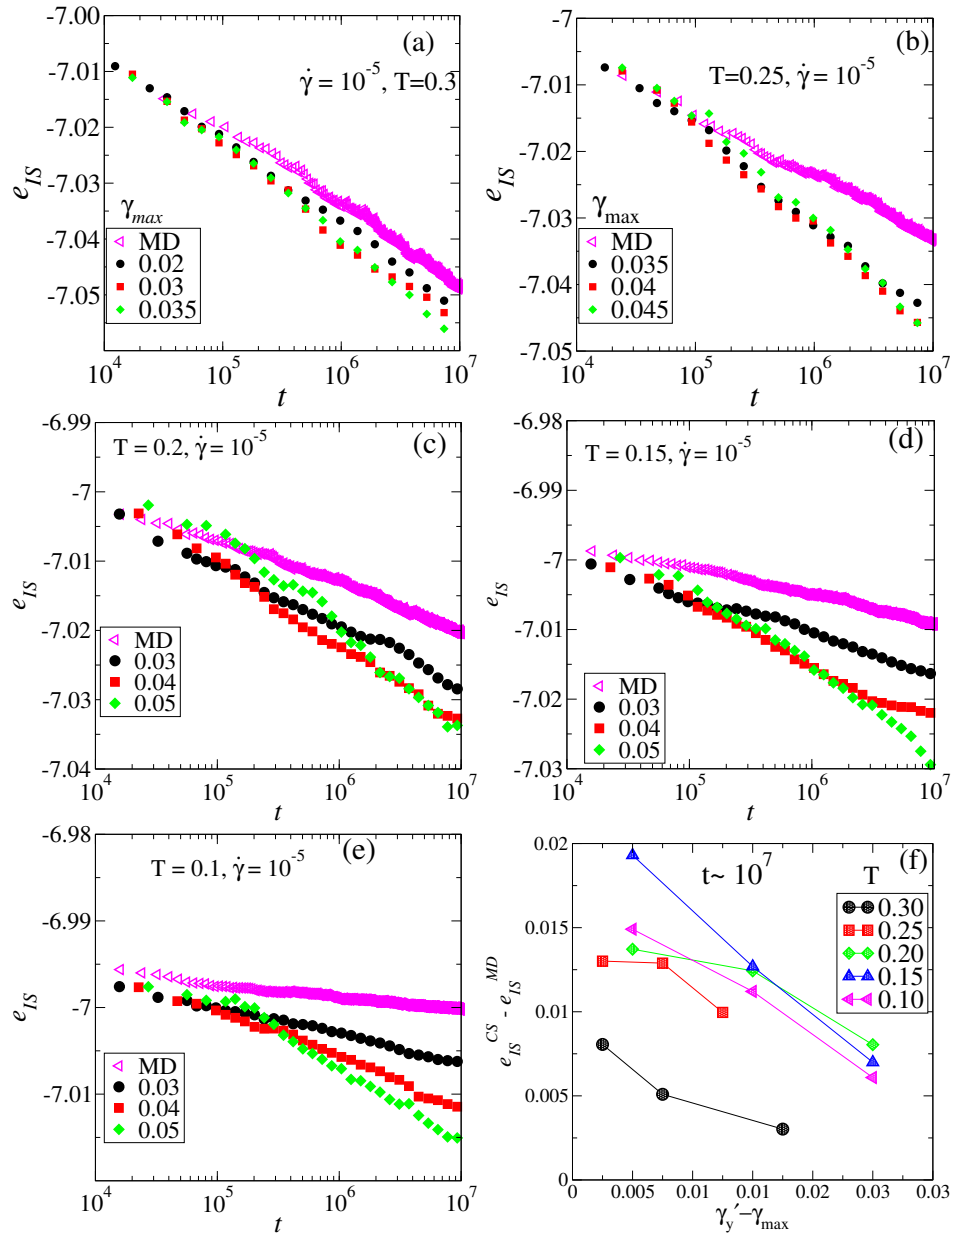 -7.00
-7.01
-7.02
-7.03
-7.04
-7.05
e_IS
(a)
γ̇ = 10^-5, T=0.3
γ_max
MD
0.02
0.03
0.035
10^4 10^5 10^6 10^7
t
-7
-7.01
-7.02
-7.03
-7.04
-7.05
e_IS
(b)
T=0.25, γ̇ = 10^-5
γ_max
MD
0.035
0.04
0.045
10^4 10^5 10^6 10^7
t
-6.99
-7
-7.01
-7.02
-7.03
-7.04
e_IS
(c)
T = 0.2, γ̇ = 10^-5
MD
0.03
0.04
0.05
10^4 10^5 10^6 10^7
t
-6.98
-6.99
-7
-7.01
-7.02
-7.03
e_IS
(d)
T = 0.15, γ̇ = 10^-5
MD
0.03
0.04
0.05
10^4 10^5 10^6 10^7
t
-6.98
-6.99
-7
-7.01
e_IS
(e)
T = 0.1, γ̇ = 10^-5
MD
0.03
0.04
0.05
10^4 10^5 10^6 10^7
t
0.02
0.015
0.01
0.005
0
e_IS^CS - e_IS^MD
t~ 10^7
T
(f)
0.30
0.25
0.20
0.15
0.10
0 0.005 0.01 0.01 0.02 0.03 0.03
γ_y′-γ_max